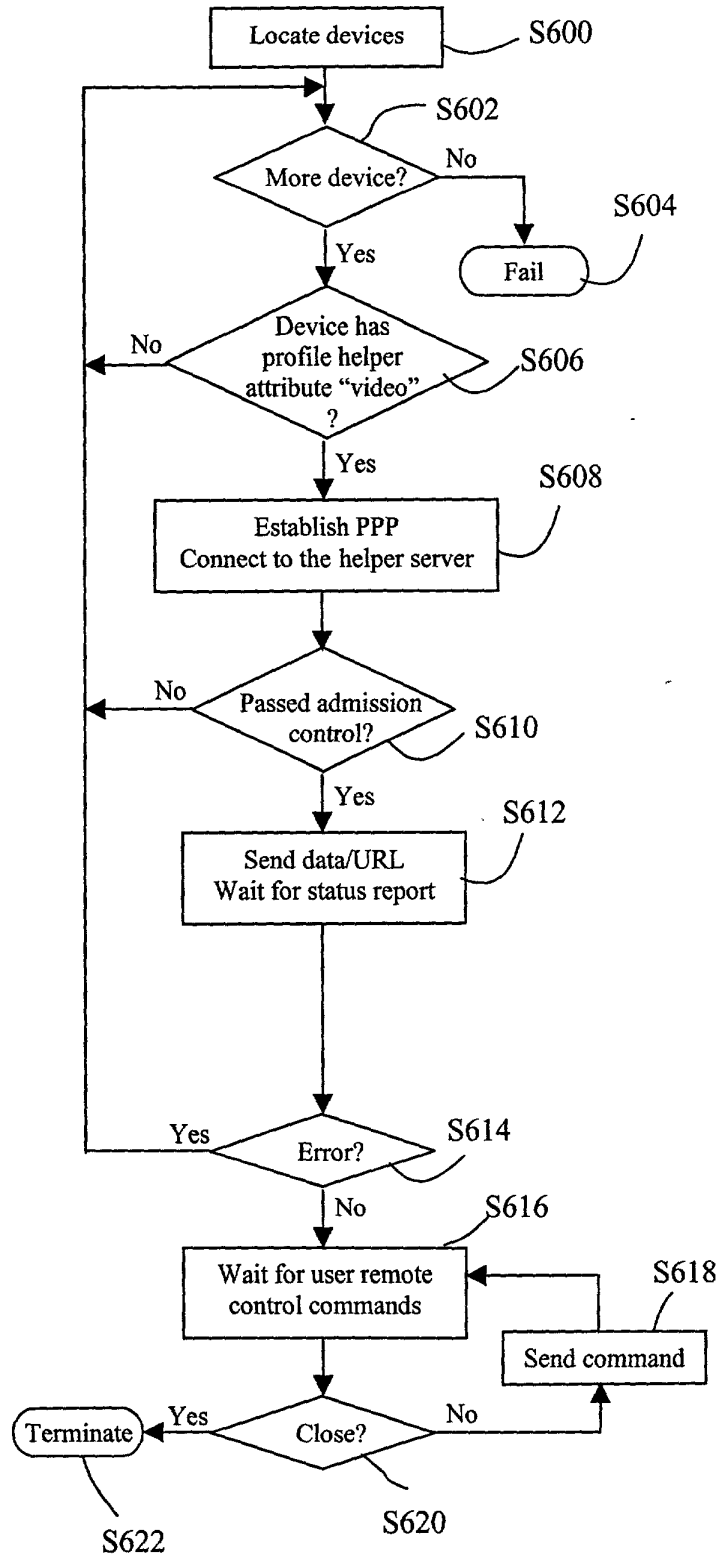 Locate devices
S600
S602
More device?
No
S604
Yes
Fail
Device has
profile helper
attribute “video”
?
No
S606
Yes
S608
Establish PPP
Connect to the helper server
No
Passed admission
control?
S610
Yes
S612
Send data/URL
Wait for status report
Yes
Error?
S614
No
S616
Wait for user remote
control commands
S618
Send command
Terminate
Yes
Close?
No
S620
S622